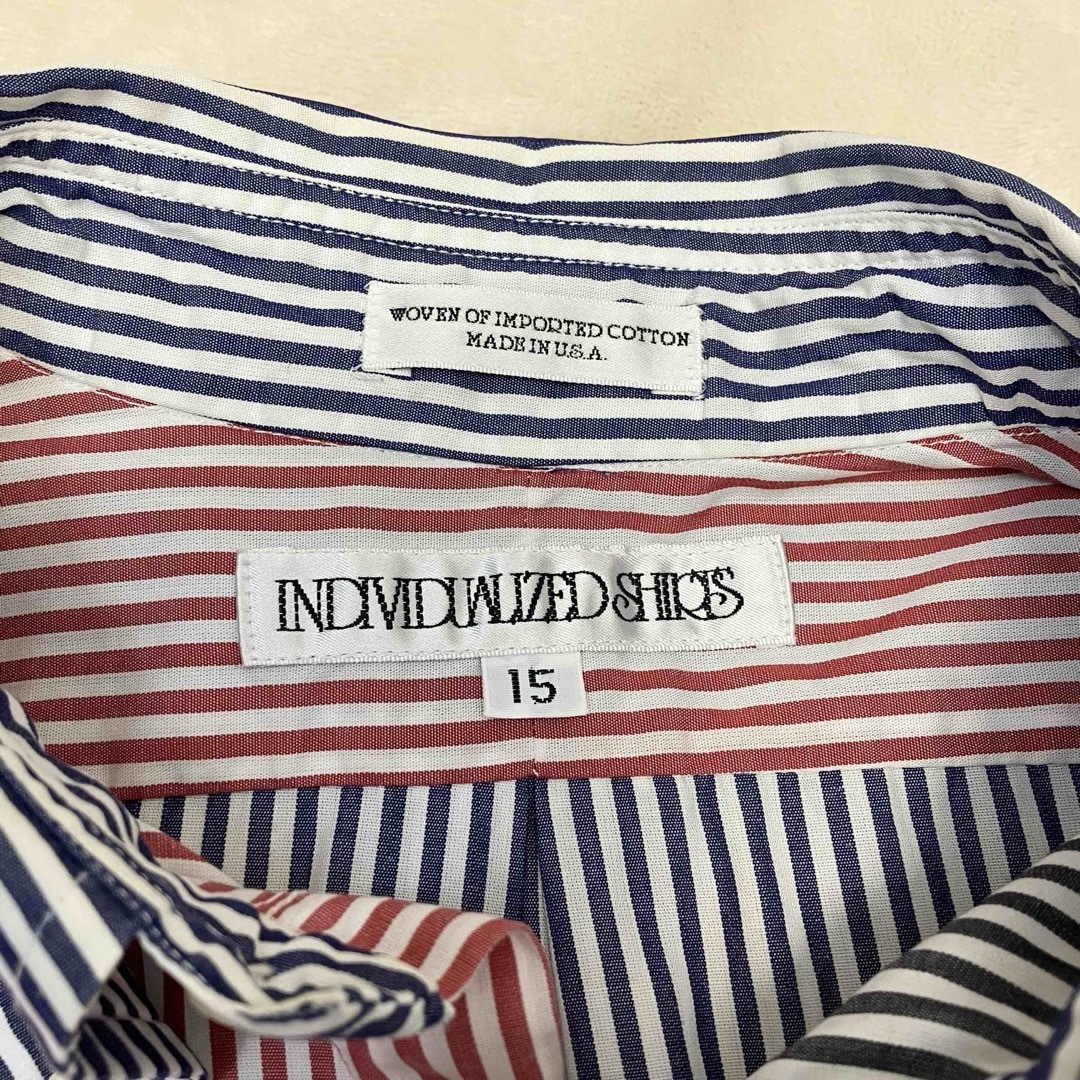 WOVEN OF IMPORTED COTTON
MADE IN U.S.A.
INDIVIDUALIZED SHIRTS
15